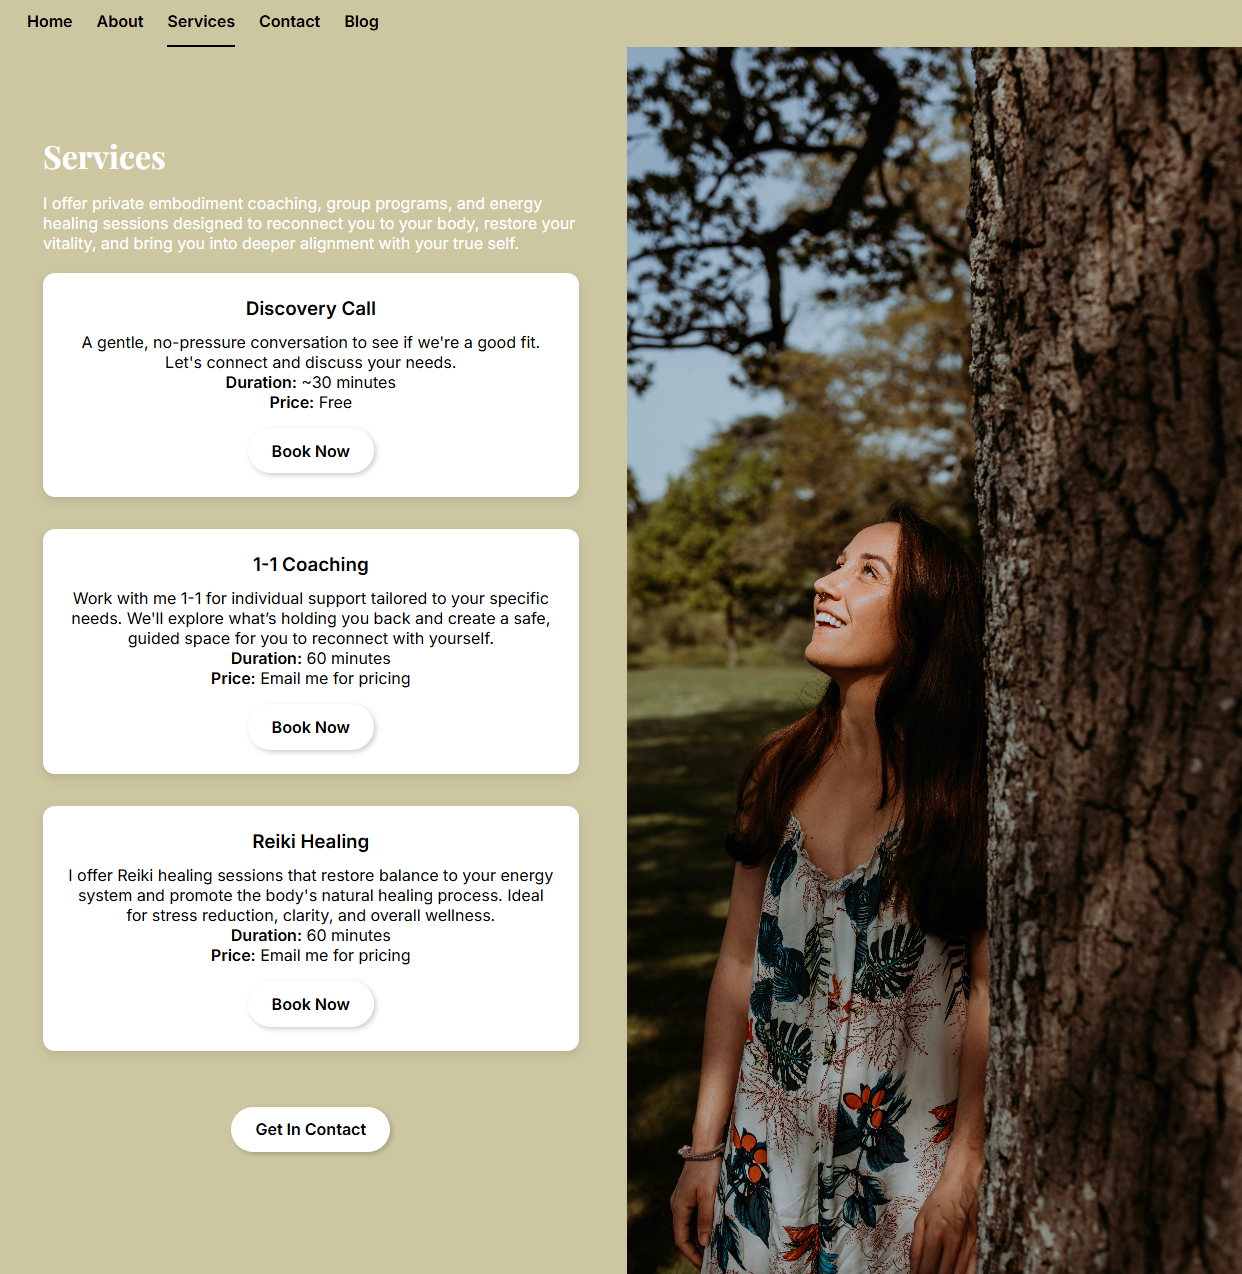 Home About Services Contact Blog
Services
I offer private embodiment coaching, group programs, and energy
healing sessions designed to reconnect you to your body, restore your
vitality, and bring you into deeper alignment with your true self.
Discovery Call
A gentle, no-pressure conversation to see if we're a good fit.
Let's connect and discuss your needs.
Duration: ~30 minutes
Price: Free
Book Now
1-1 Coaching
Work with me 1-1 for individual support tailored to your specific
needs. We'll explore what’s holding you back and create a safe,
guided space for you to reconnect with yourself.
Duration: 60 minutes
Price: Email me for pricing
Book Now
Reiki Healing
I offer Reiki healing sessions that restore balance to your energy
system and promote the body's natural healing process. Ideal
for stress reduction, clarity, and overall wellness.
Duration: 60 minutes
Price: Email me for pricing
Book Now
Get In Contact